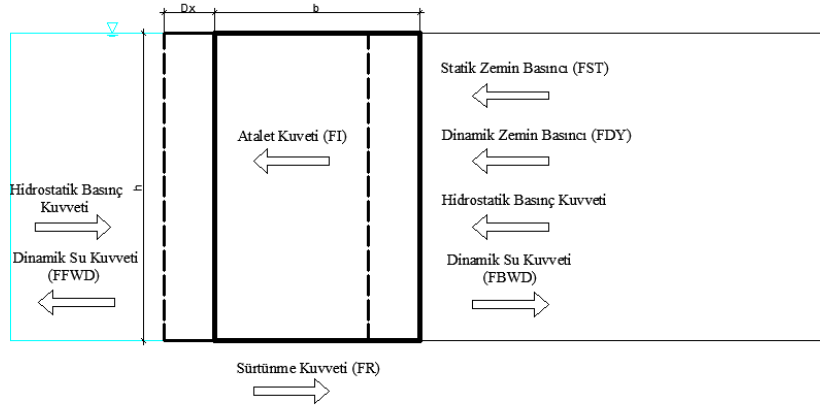 Dx
b
Statik Zemin Basıncı (FST)
Atalet Kuveti (FI)
Dinamik Zemin Basıncı (FDY)
h
Hidrostatik Basınç
Kuvveti
Hidrostatik Basınç Kuvveti
Dinamik Su Kuvveti
(FFWD)
Dinamik Su Kuvveti
(FBWD)
Sürtünme Kuvveti (FR)